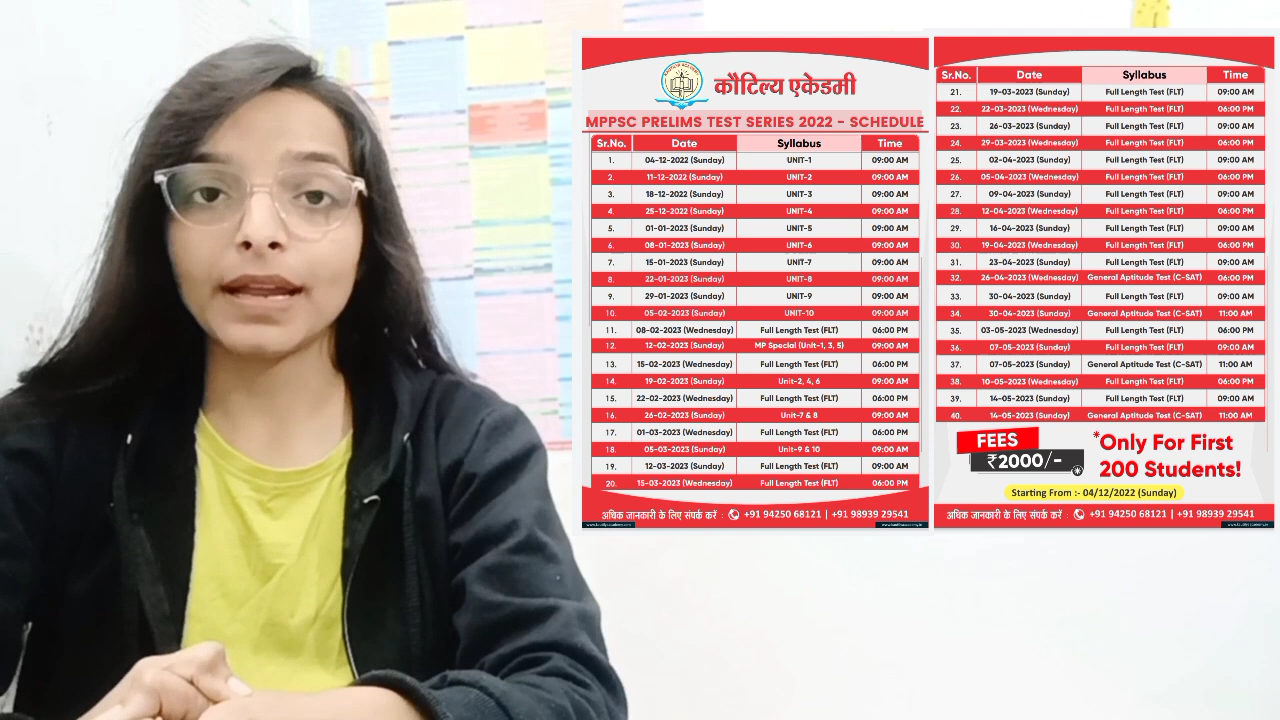 कौटिल्य एकेडमी
MPPSC PRELIMS TEST SERIES 2022 - SCHEDULE
Sr.No. Date Syllabus Time
1. 04-12-2022 (Sunday) UNIT-1 09:00 AM
2. 11-12-2022 (Sunday) UNIT-2 09:00 AM
3. 18-12-2022 (Sunday) UNIT-3 09:00 AM
4. 25-12-2022 (Sunday) UNIT-4 09:00 AM
5. 01-01-2023 (Sunday) UNIT-5 09:00 AM
6. 08-01-2023 (Sunday) UNIT-6 09:00 AM
7. 15-01-2023 (Sunday) UNIT-7 09:00 AM
8. 22-01-2023 (Sunday) UNIT-8 09:00 AM
9. 29-01-2023 (Sunday) UNIT-9 09:00 AM
10. 05-02-2023 (Sunday) UNIT-10 09:00 AM
11. 08-02-2023 (Wednesday) Full Length Test (FLT) 06:00 PM
12. 12-02-2023 (Sunday) MP Special (Unit-1, 3, 5) 09:00 AM
13. 15-02-2023 (Wednesday) Full Length Test (FLT) 06:00 PM
14. 19-02-2023 (Sunday) Unit-2, 4, 6 09:00 AM
15. 22-02-2023 (Wednesday) Full Length Test (FLT) 06:00 PM
16. 26-02-2023 (Sunday) Unit-7 & 8 09:00 AM
17. 01-03-2023 (Wednesday) Full Length Test (FLT) 06:00 PM
18. 05-03-2023 (Sunday) Unit-9 & 10 09:00 AM
19. 12-03-2023 (Sunday) Full Length Test (FLT) 09:00 AM
20. 15-03-2023 (Wednesday) Full Length Test (FLT) 06:00 PM
अधिक जानकारी के लिए संपर्क करें : +91 94250 68121 | +91 98939 29541
Sr.No. Date Syllabus Time
21. 19-03-2023 (Sunday) Full Length Test (FLT) 09:00 AM
22. 22-03-2023 (Wednesday) Full Length Test (FLT) 06:00 PM
23. 26-03-2023 (Sunday) Full Length Test (FLT) 09:00 AM
24. 29-03-2023 (Wednesday) Full Length Test (FLT) 06:00 PM
25. 02-04-2023 (Sunday) Full Length Test (FLT) 09:00 AM
26. 05-04-2023 (Wednesday) Full Length Test (FLT) 06:00 PM
27. 09-04-2023 (Sunday) Full Length Test (FLT) 09:00 AM
28. 12-04-2023 (Wednesday) Full Length Test (FLT) 06:00 PM
29. 16-04-2023 (Sunday) Full Length Test (FLT) 09:00 AM
30. 19-04-2023 (Wednesday) Full Length Test (FLT) 06:00 PM
31. 23-04-2023 (Sunday) Full Length Test (FLT) 09:00 AM
32. 26-04-2023 (Wednesday) General Aptitude Test (C-SAT) 06:00 PM
33. 30-04-2023 (Sunday) Full Length Test (FLT) 09:00 AM
34. 30-04-2023 (Sunday) General Aptitude Test (C-SAT) 11:00 AM
35. 03-05-2023 (Wednesday) Full Length Test (FLT) 06:00 PM
36. 07-05-2023 (Sunday) Full Length Test (FLT) 09:00 AM
37. 07-05-2023 (Sunday) General Aptitude Test (C-SAT) 11:00 AM
38. 10-05-2023 (Wednesday) Full Length Test (FLT) 06:00 PM
39. 14-05-2023 (Sunday) Full Length Test (FLT) 09:00 AM
40. 14-05-2023 (Sunday) General Aptitude Test (C-SAT) 11:00 AM
FEES
₹2000/-
*Only For First
200 Students!
Starting From :- 04/12/2022 (Sunday)
अधिक जानकारी के लिए संपर्क करें : +91 94250 68121 | +91 98939 29541